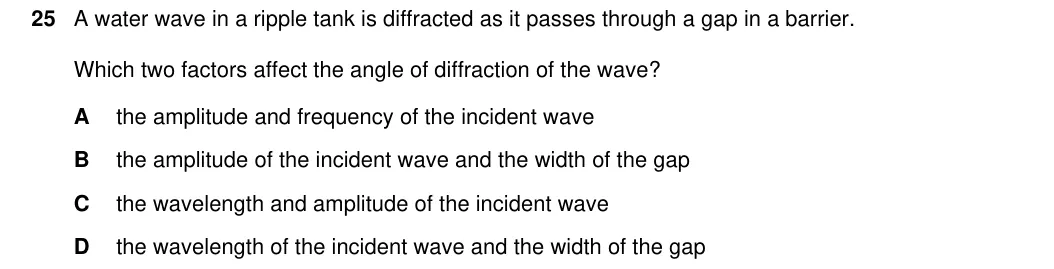 25 A water wave in a ripple tank is diffracted as it passes through a gap in a barrier.
Which two factors affect the angle of diffraction of the wave?
A the amplitude and frequency of the incident wave
B the amplitude of the incident wave and the width of the gap
C the wavelength and amplitude of the incident wave
D the wavelength of the incident wave and the width of the gap